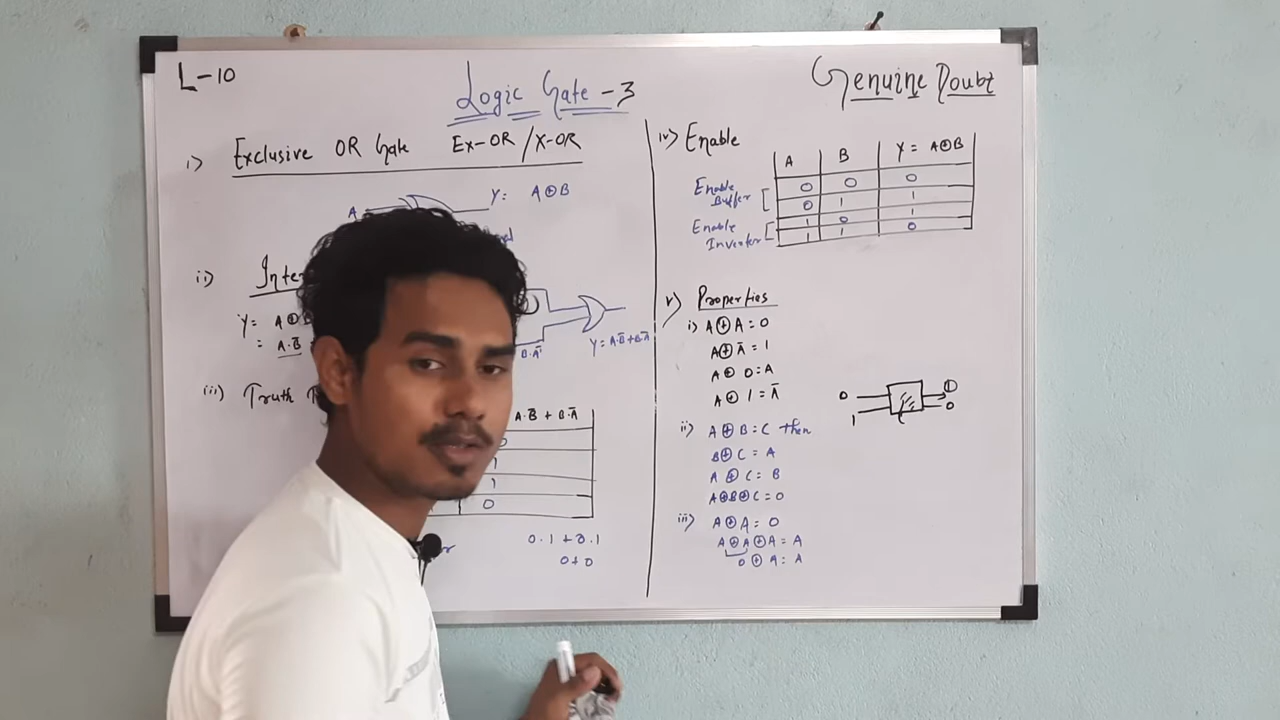 L-10
Logic Gate -3
Genuine Doubt
i) Exclusive OR Gate Ex-OR /X-OR
A
Y= A⊕B
ii) Inte
Y= A⊕
= A.B̄
B.Ā
Y= A.B̄+B.Ā
iii) Truth T
A.B̄ + B.Ā
1
1
0
0.1 + 0.1
0+0
iv) Enable
A B Y= A⊕B
Enable Buffer
0 0 0
0 1 1
Enable Inventer
1 0 1
1 1 0
v) Properties
i) A⊕A=0
A⊕Ā=1
A⊕0=A
A⊕1=Ā
0 1
1 0
ii) A⊕B=C then
B⊕C=A
A⊕C=B
A⊕B⊕C=0
iii) A⊕A=0
A⊕A⊕A=A
0⊕A=A